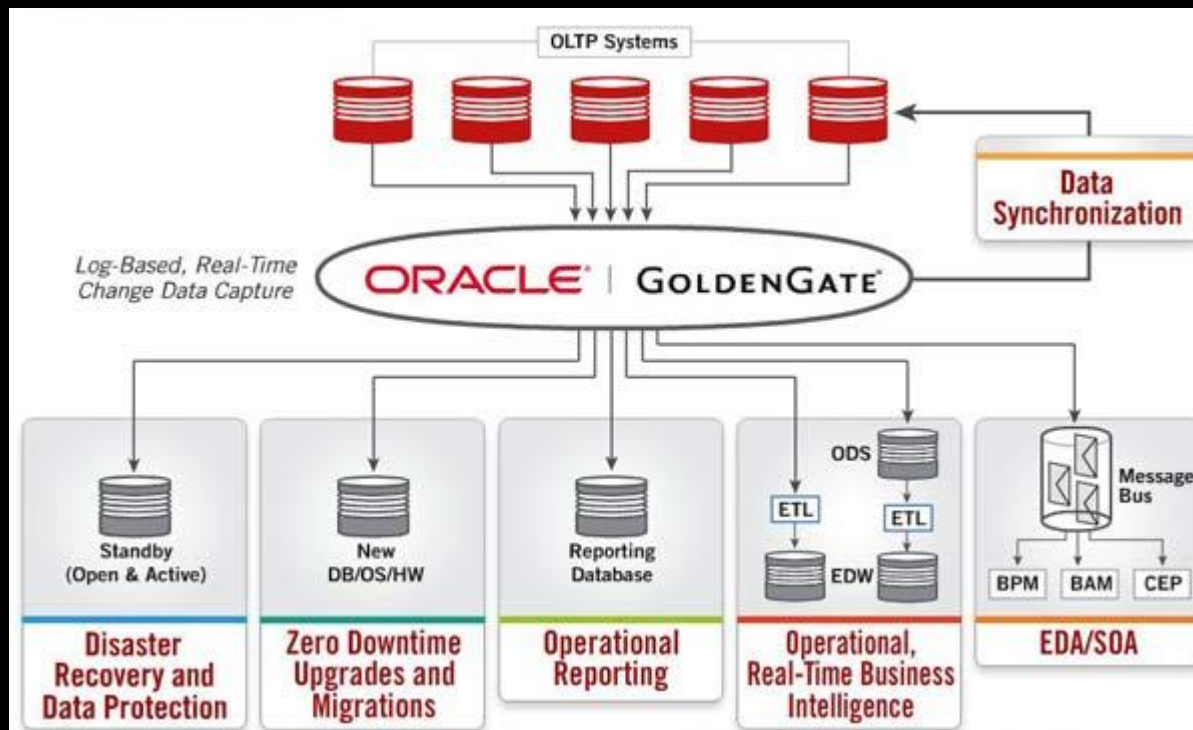 OLTP Systems
Data
Synchronization
Log-Based, Real-Time
Change Data Capture
ORACLE® | GOLDENGATE®
Standby
(Open & Active)
Disaster
Recovery and
Data Protection
New
DB/OS/HW
Zero Downtime
Upgrades and
Migrations
Reporting
Database
Operational
Reporting
ODS
ETL
ETL
EDW
Operational,
Real-Time Business
Intelligence
Message
Bus
BPM
BAM
CEP
EDA/SOA